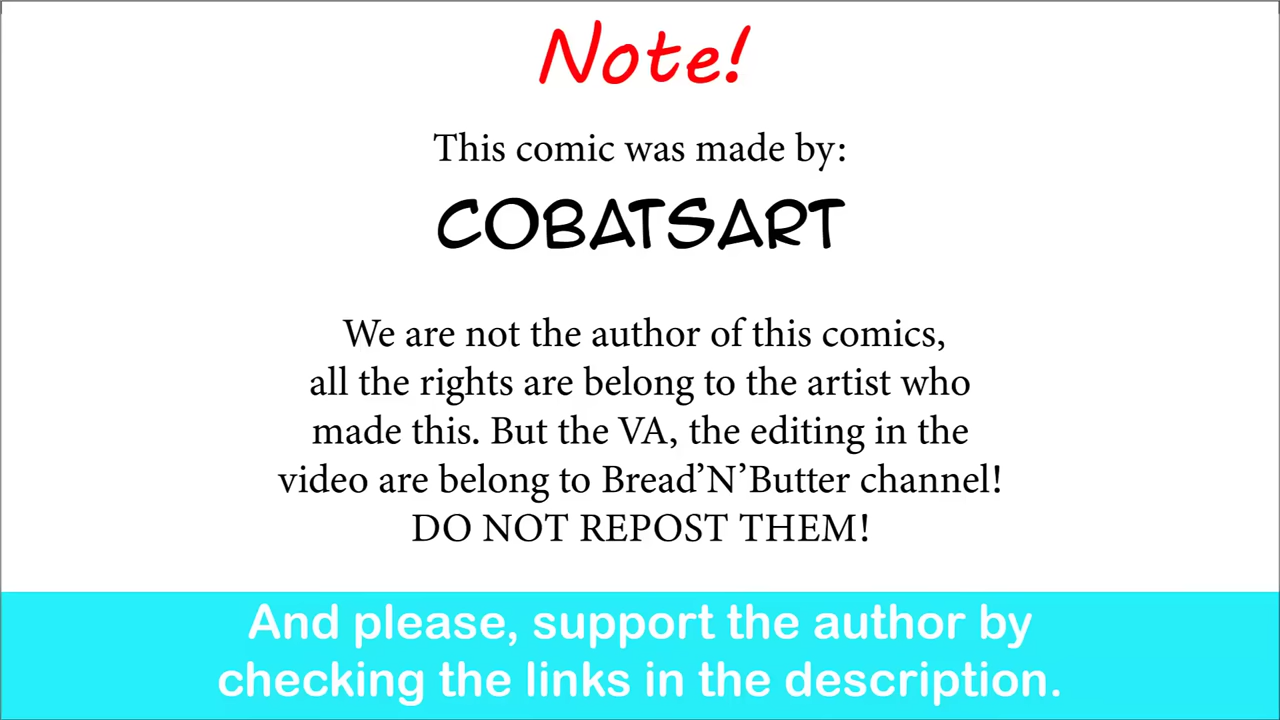 Note!
This comic was made by:
COBATSART
We are not the author of this comics,
all the rights are belong to the artist who
made this. But the VA, the editing in the
video are belong to Bread’N’Butter channel!
DO NOT REPOST THEM!
And please, support the author by
checking the links in the description.